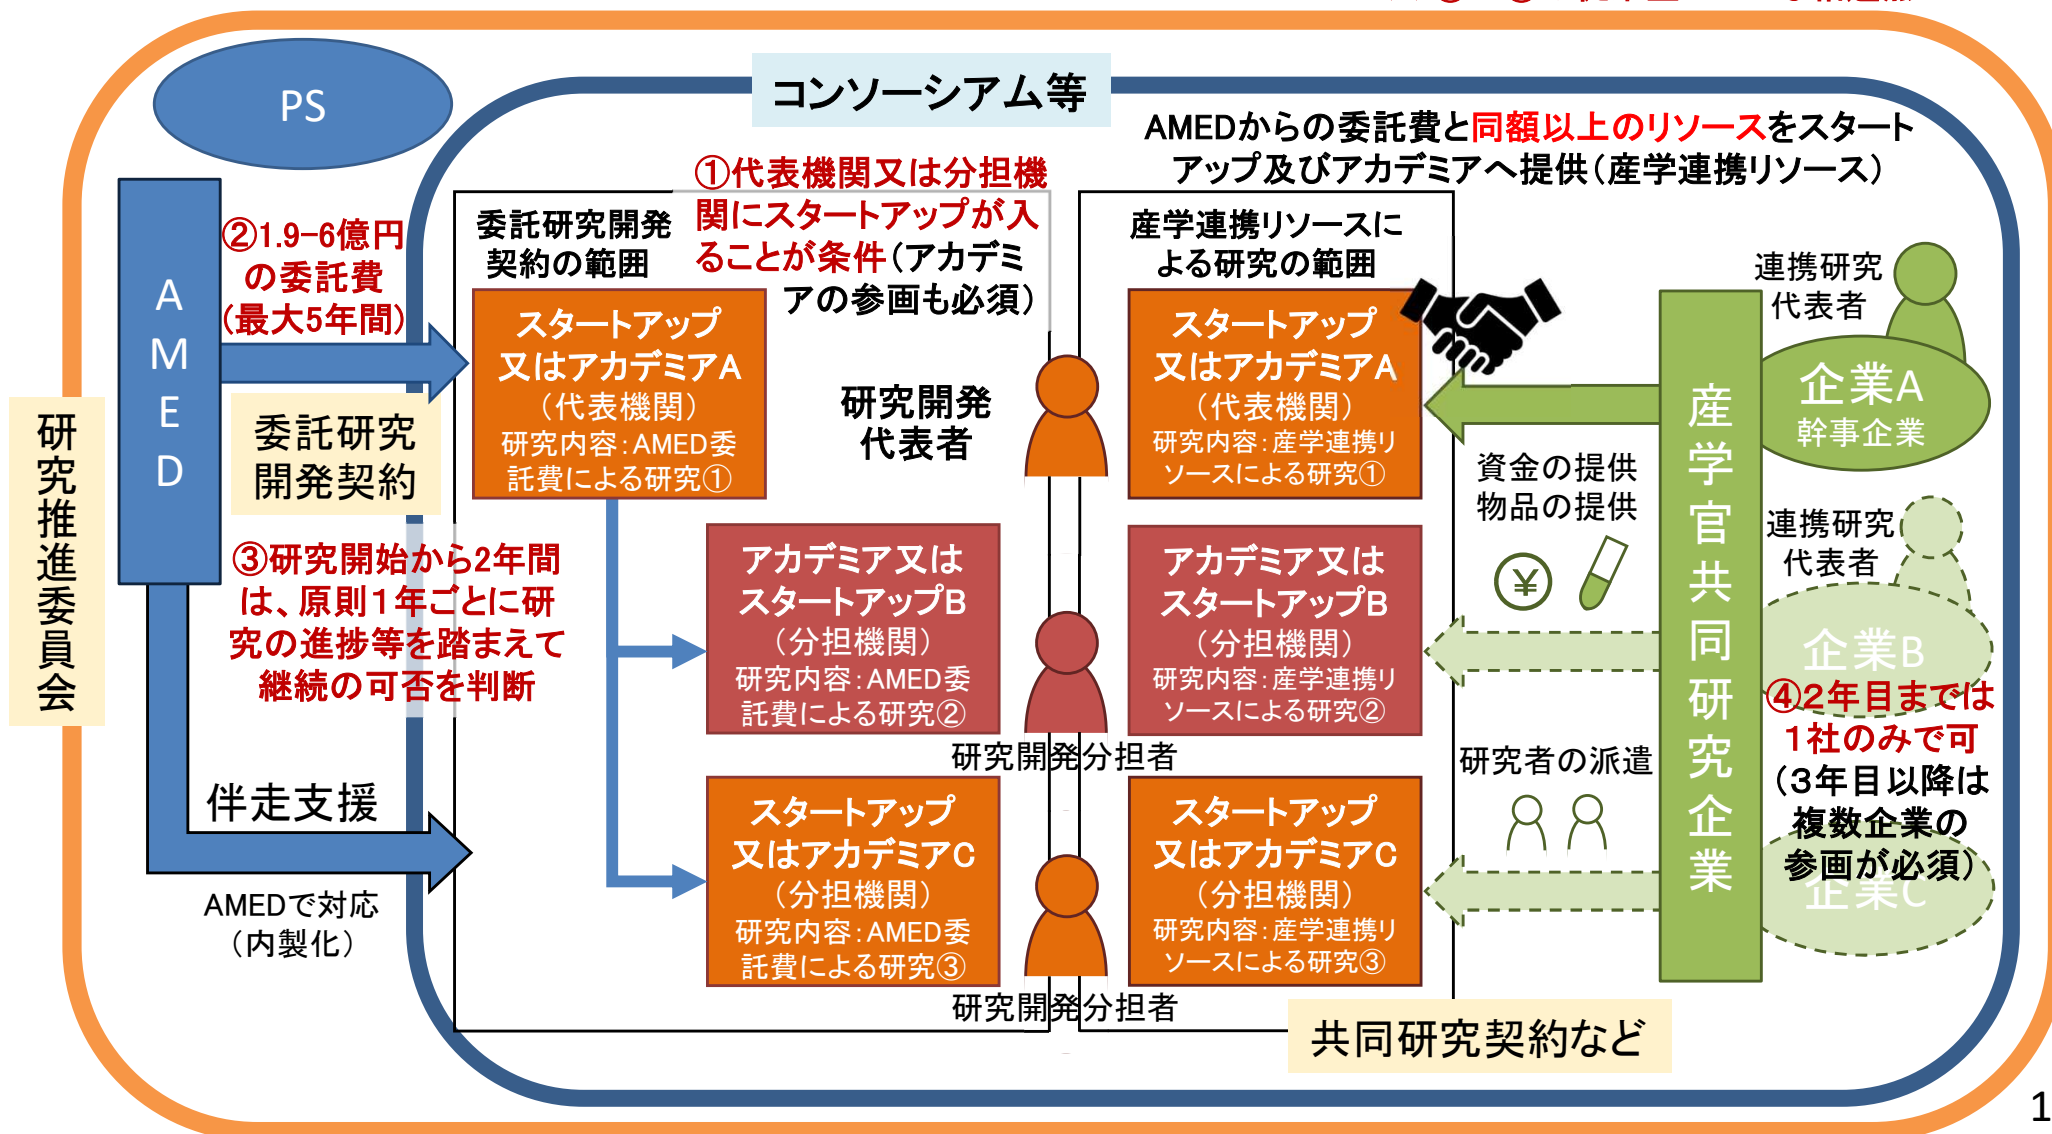 PS
コンソーシアム等
AMEDからの委託費と同額以上のリソースをスタート
アップ及びアカデミアへ提供（産学連携リソース）
研究推進委員会
AMED
②1.9−6億円
の委託費
（最大5年間）
委託研究
開発契約
③研究開始から2年間
は、原則１年ごとに研
究の進捗等を踏まえて
継続の可否を判断
伴走支援
AMEDで対応
（内製化）
委託研究開発
契約の範囲
①代表機関又は分担機
関にスタートアップが入
ることが条件（アカデミ
アの参画も必須）
スタートアップ
又はアカデミアA
（代表機関）
研究内容：AMED委
託費による研究①
研究開発
代表者
アカデミア又は
スタートアップB
（分担機関）
研究内容：AMED委
託費による研究②
研究開発分担者
スタートアップ
又はアカデミアC
（分担機関）
研究内容：AMED委
託費による研究③
研究開発分担者
産学連携リソースに
よる研究の範囲
スタートアップ
又はアカデミアA
（代表機関）
研究内容：産学連携リ
ソースによる研究①
アカデミア又は
スタートアップB
（分担機関）
研究内容：産学連携リ
ソースによる研究②
スタートアップ
又はアカデミアC
（分担機関）
研究内容：産学連携リ
ソースによる研究③
資金の提供
物品の提供
¥
研究者の派遣
共同研究契約など
産学官共同研究企業
連携研究
代表者
企業A
幹事企業
連携研究
代表者
企業B
④２年目までは
１社のみで可
（３年目以降は
複数企業の
参画が必須）
企業C
1